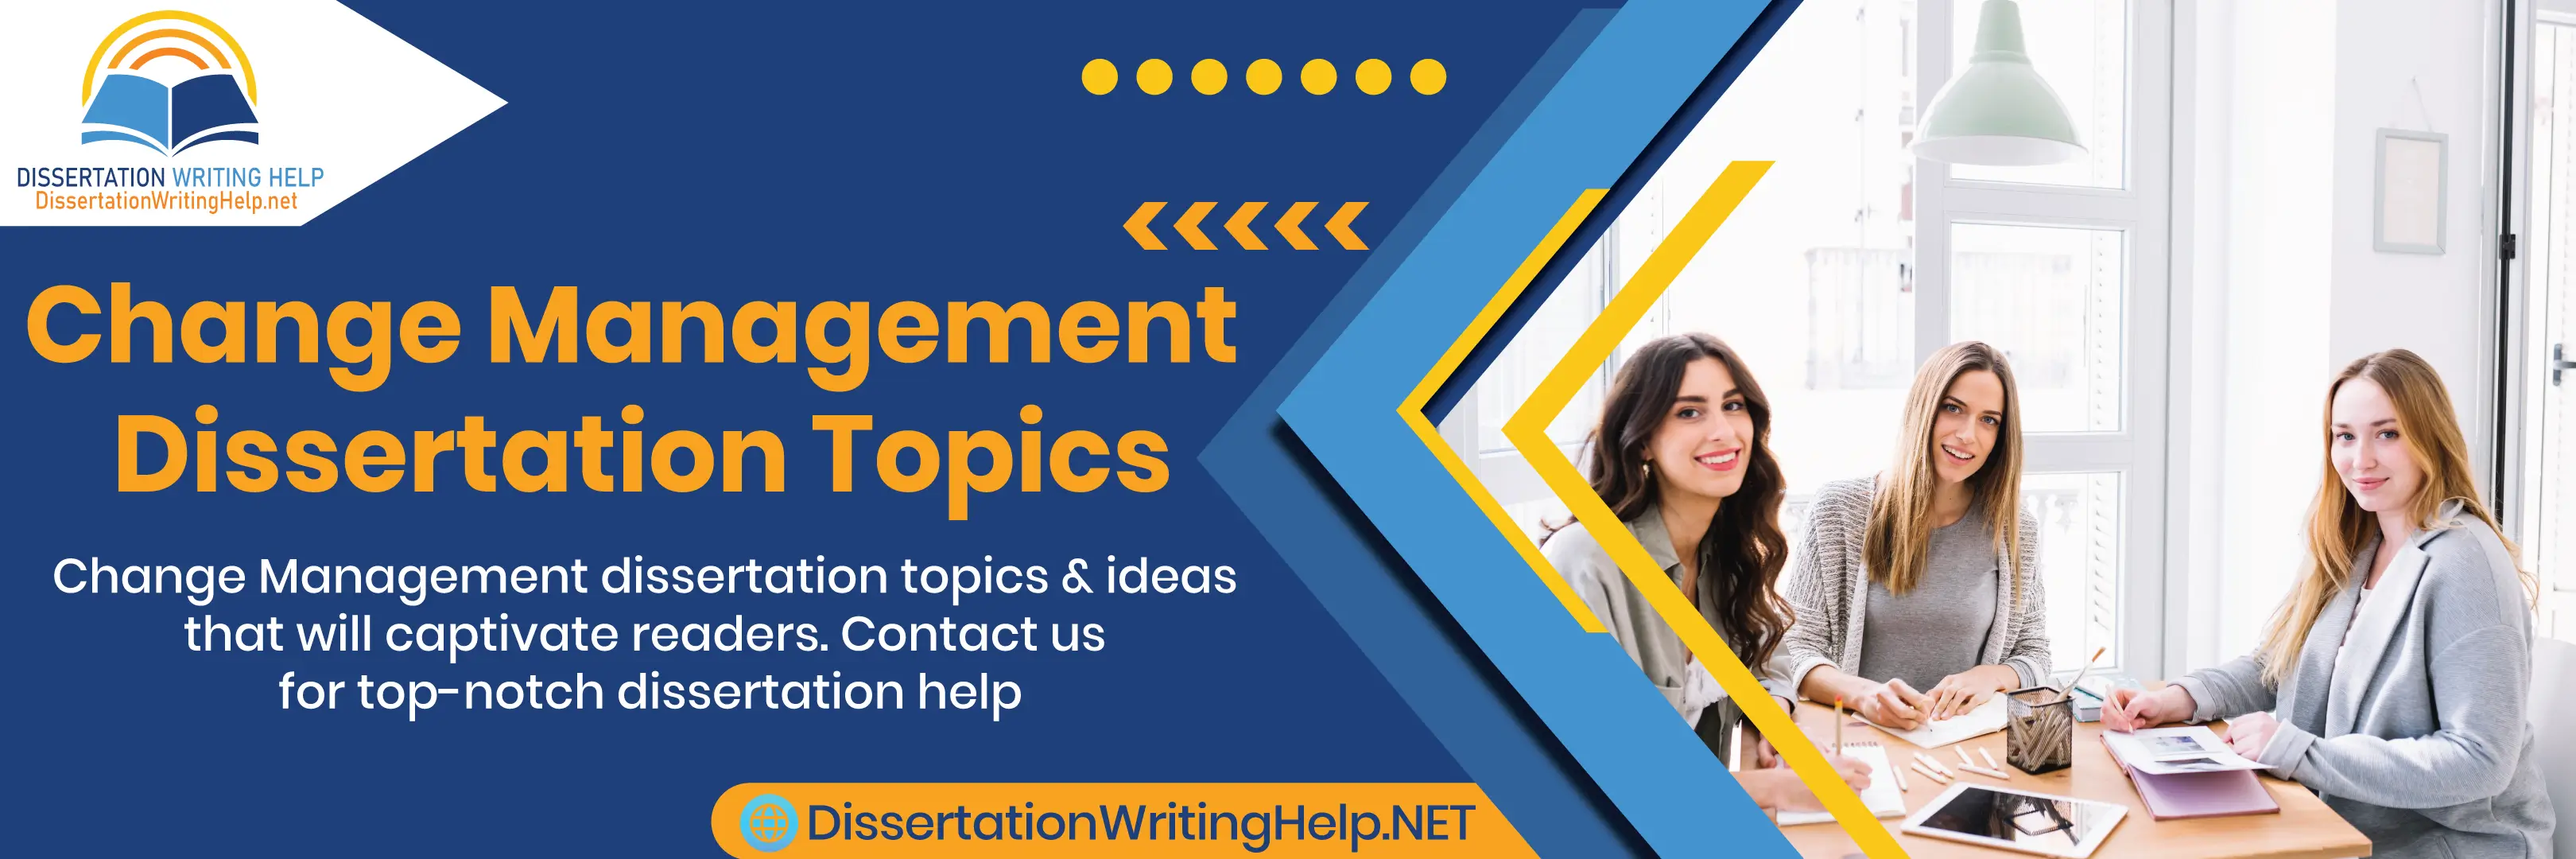 DISSERTATION WRITING HELP
DissertationWritingHelp.net
Change Management
Dissertation Topics
Change Management dissertation topics & ideas
that will captivate readers. Contact us
for top-notch dissertation help
DissertationWritingHelp.NET